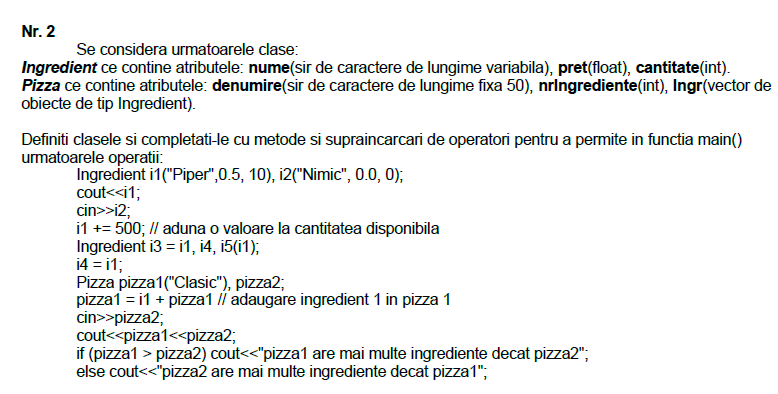 Nr. 2
Se considera urmatoarele clase:
Ingredient ce contine atributele: nume(sir de caractere de lungime variabila), pret(float), cantitate(int).
Pizza ce contine atributele: denumire(sir de caractere de lungime fixa 50), nrIngrediente(int), Ingr(vector de
obiecte de tip Ingredient).
Definiti clasele si completati-le cu metode si supraincarcari de operatori pentru a permite in functia main()
urmatoarele operatii:
Ingredient i1("Piper",0.5, 10), i2("Nimic", 0.0, 0);
cout<<i1;
cin>>i2;
i1 += 500; // aduna o valoare la cantitatea disponibila
Ingredient i3 = i1, i4, i5(i1);
i4 = i1;
Pizza pizza1("Clasic"), pizza2;
pizza1 = i1 + pizza1 // adaugare ingredient 1 in pizza 1
cin>>pizza2;
cout<<pizza1<<pizza2;
if (pizza1 > pizza2) cout<<"pizza1 are mai multe ingrediente decat pizza2";
else cout<<"pizza2 are mai multe ingrediente decat pizza1";